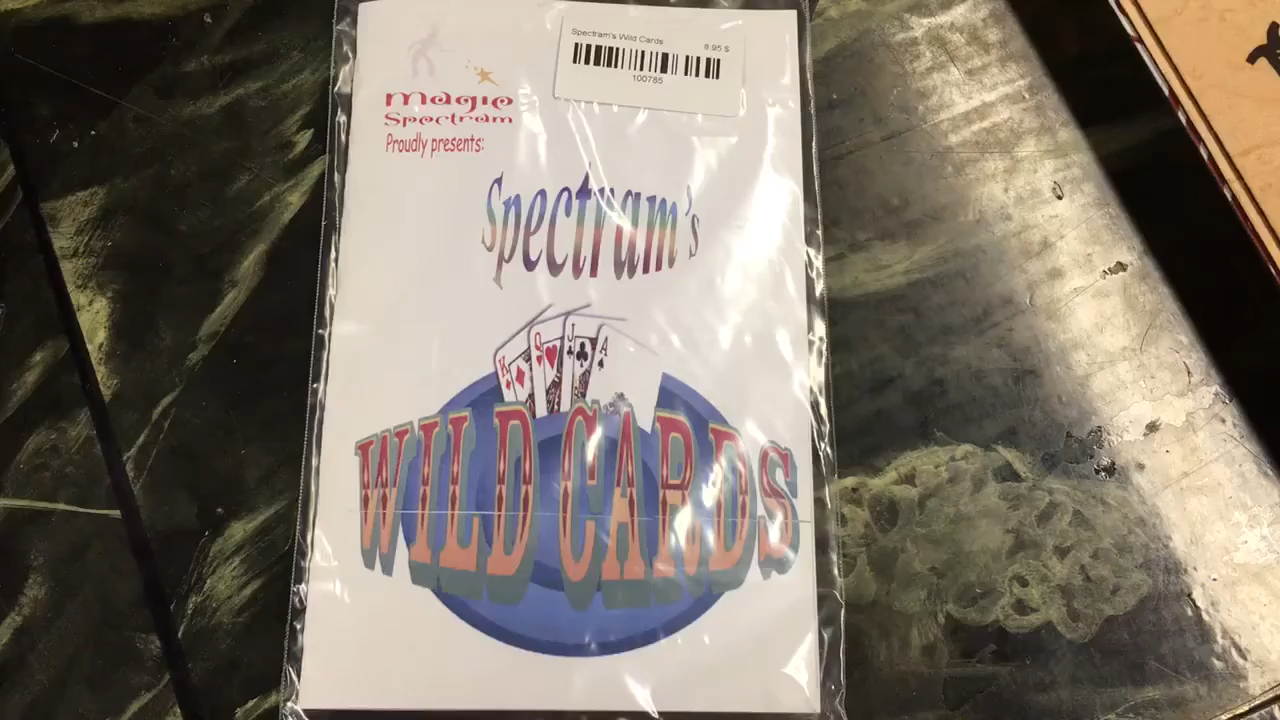 Spectram's Wild Cards 8.95 $
100785
magic
Spectram
Proudly presents:
Spectram's
K Q J A
WILD CARDS